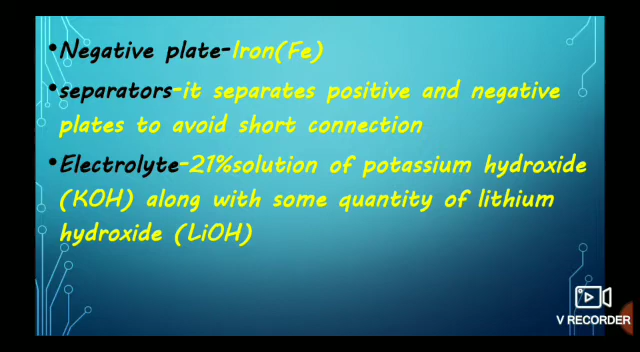 •Negative plate-Iron(Fe)
•separators-it separates positive and negative
plates to avoid short connection
•Electrolyte-21%solution of potassium hydroxide
(KOH) along with some quantity of lithium
hydroxide (LiOH)
V RECORDER